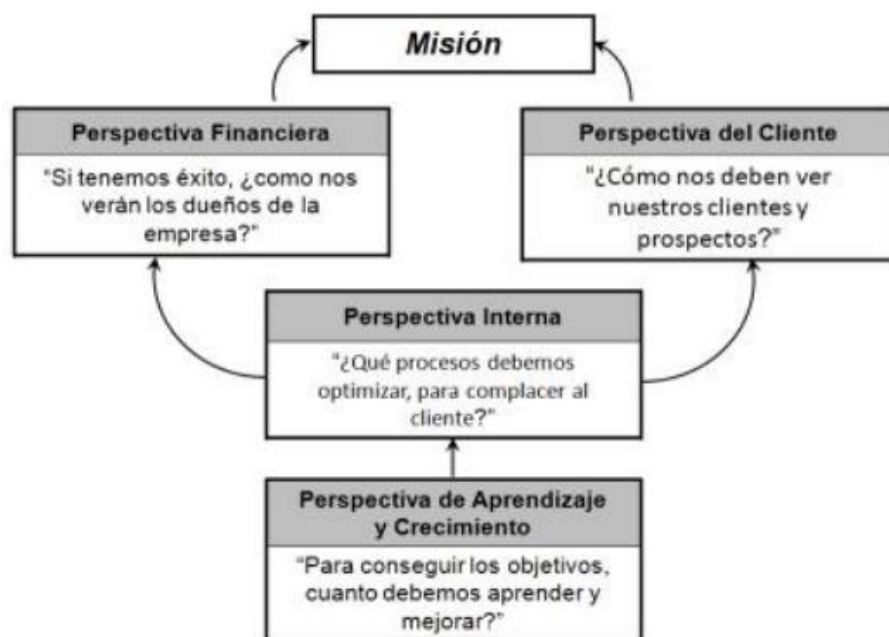 Misión
Perspectiva Financiera
"Si tenemos éxito, ¿como nos
verán los dueños de la
empresa?"
Perspectiva del Cliente
"¿Cómo nos deben ver
nuestros clientes y
prospectos?"
Perspectiva Interna
"¿Qué procesos debemos
optimizar, para complacer al
cliente?"
Perspectiva de Aprendizaje
y Crecimiento
"Para conseguir los objetivos,
cuanto debemos aprender y
mejorar?"